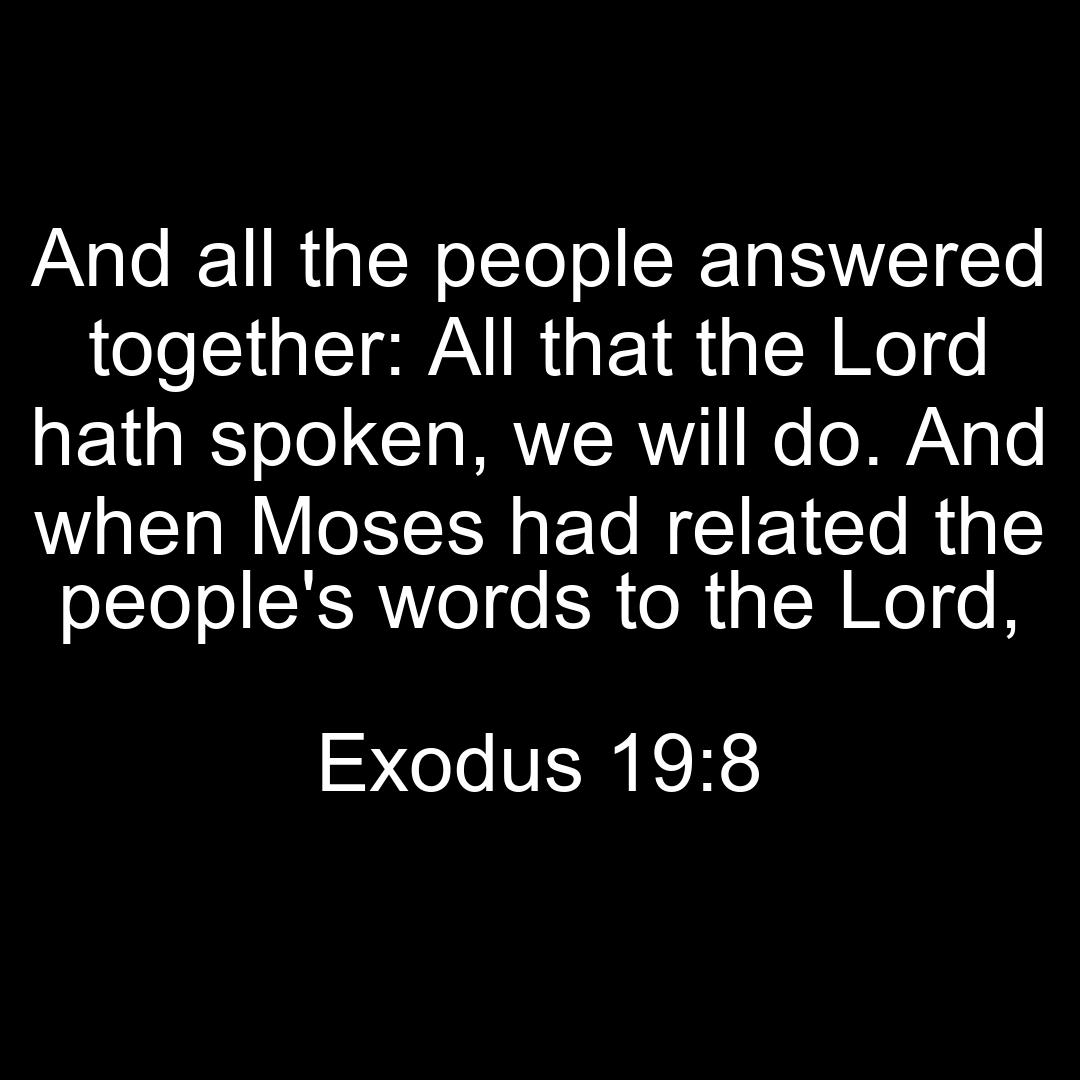 And all the people answered
together: All that the Lord
hath spoken, we will do. And
when Moses had related the
people's words to the Lord,
Exodus 19:8